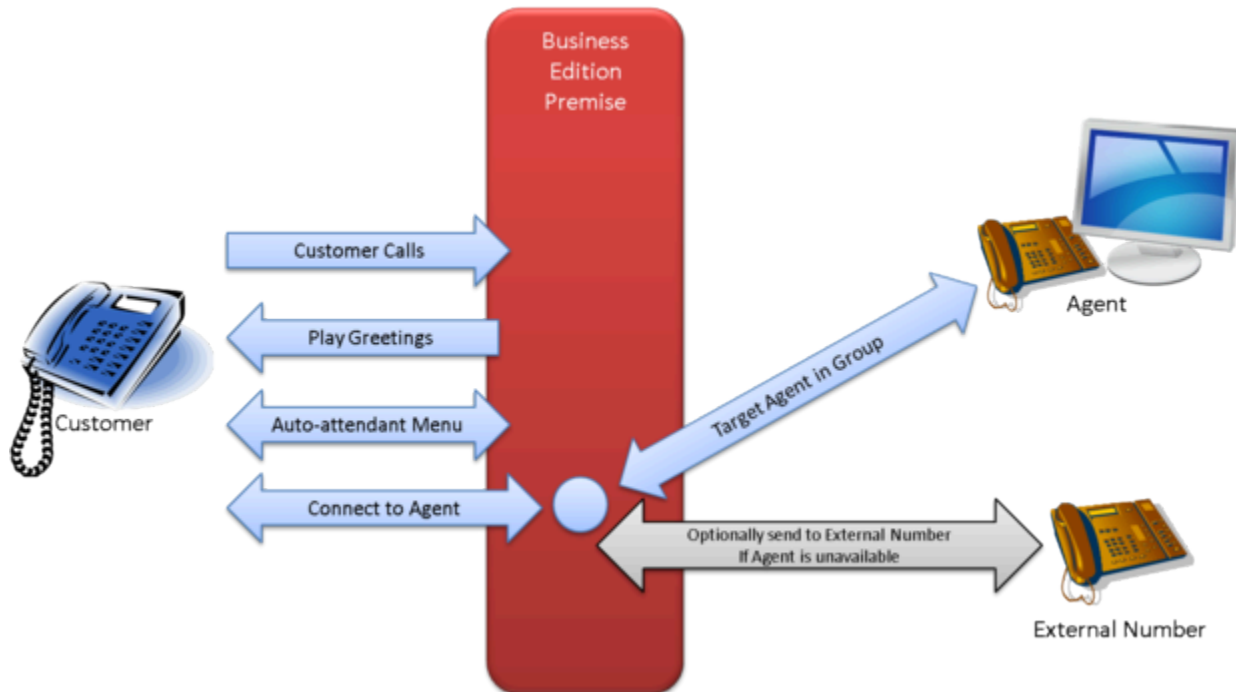 Business
Edition
Premise
Customer Calls
Play Greetings
Auto-attendant Menu
Connect to Agent
Customer
Target Agent in Group
Agent
Optionally send to External Number
If Agent is unavailable
External Number